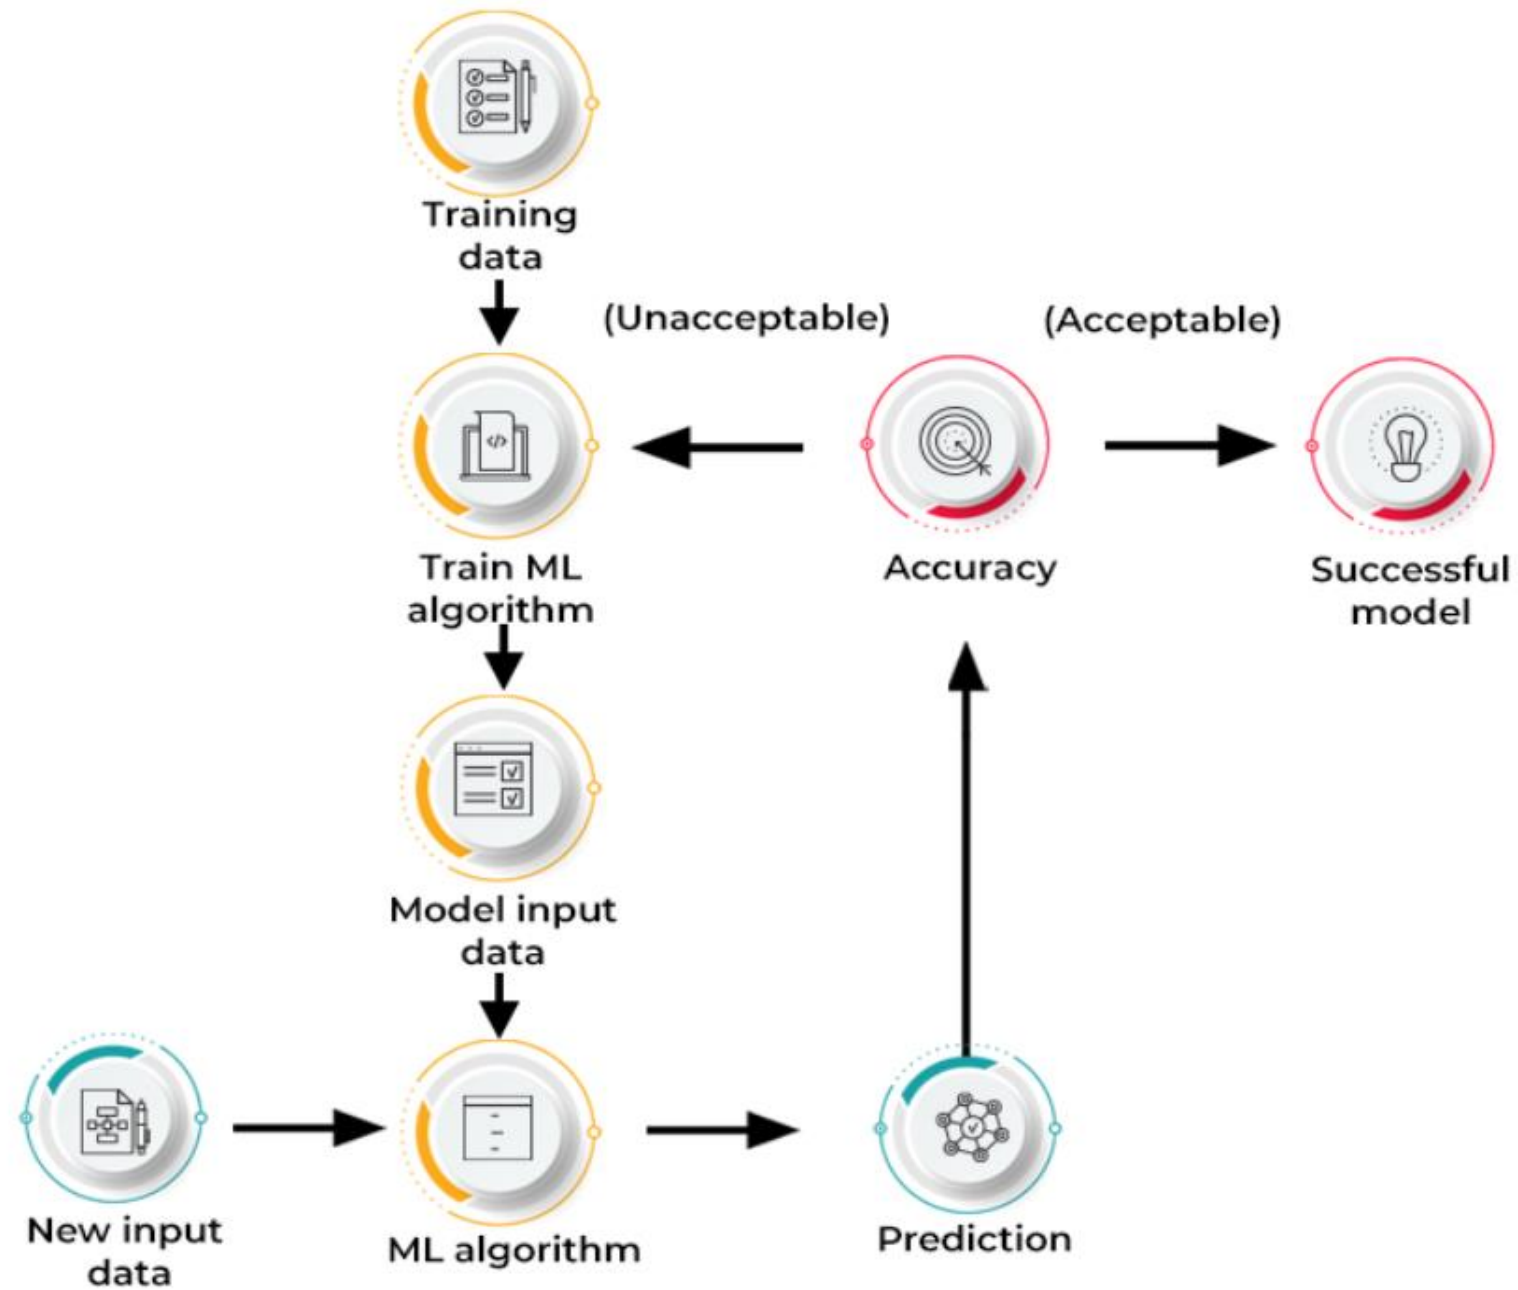 Training
data
(Unacceptable)
(Acceptable)
</>
Train ML
algorithm
Accuracy
Successful
model
Model input
data
New input
data
ML algorithm
Prediction